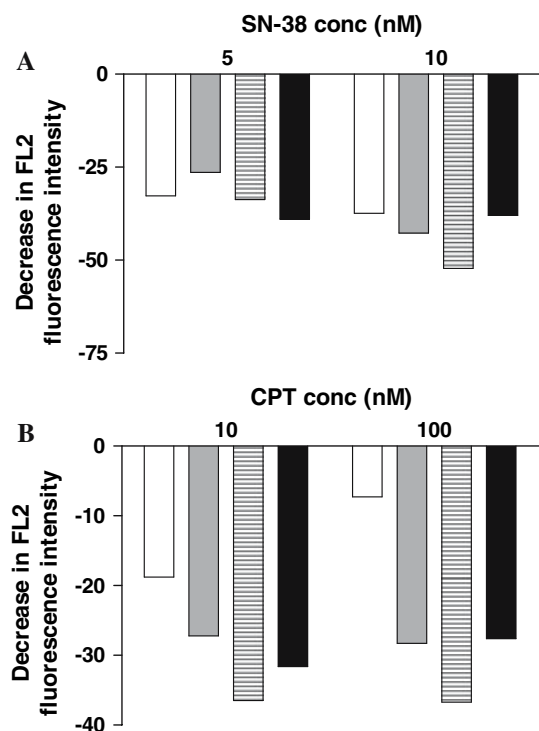 SN-38 conc (nM)
A
5 10
0
-25
-50
-75
Decrease in FL2
fluorescence intensity
CPT conc (nM)
B
10 100
0
-10
-20
-30
-40
Decrease in FL2
fluorescence intensity